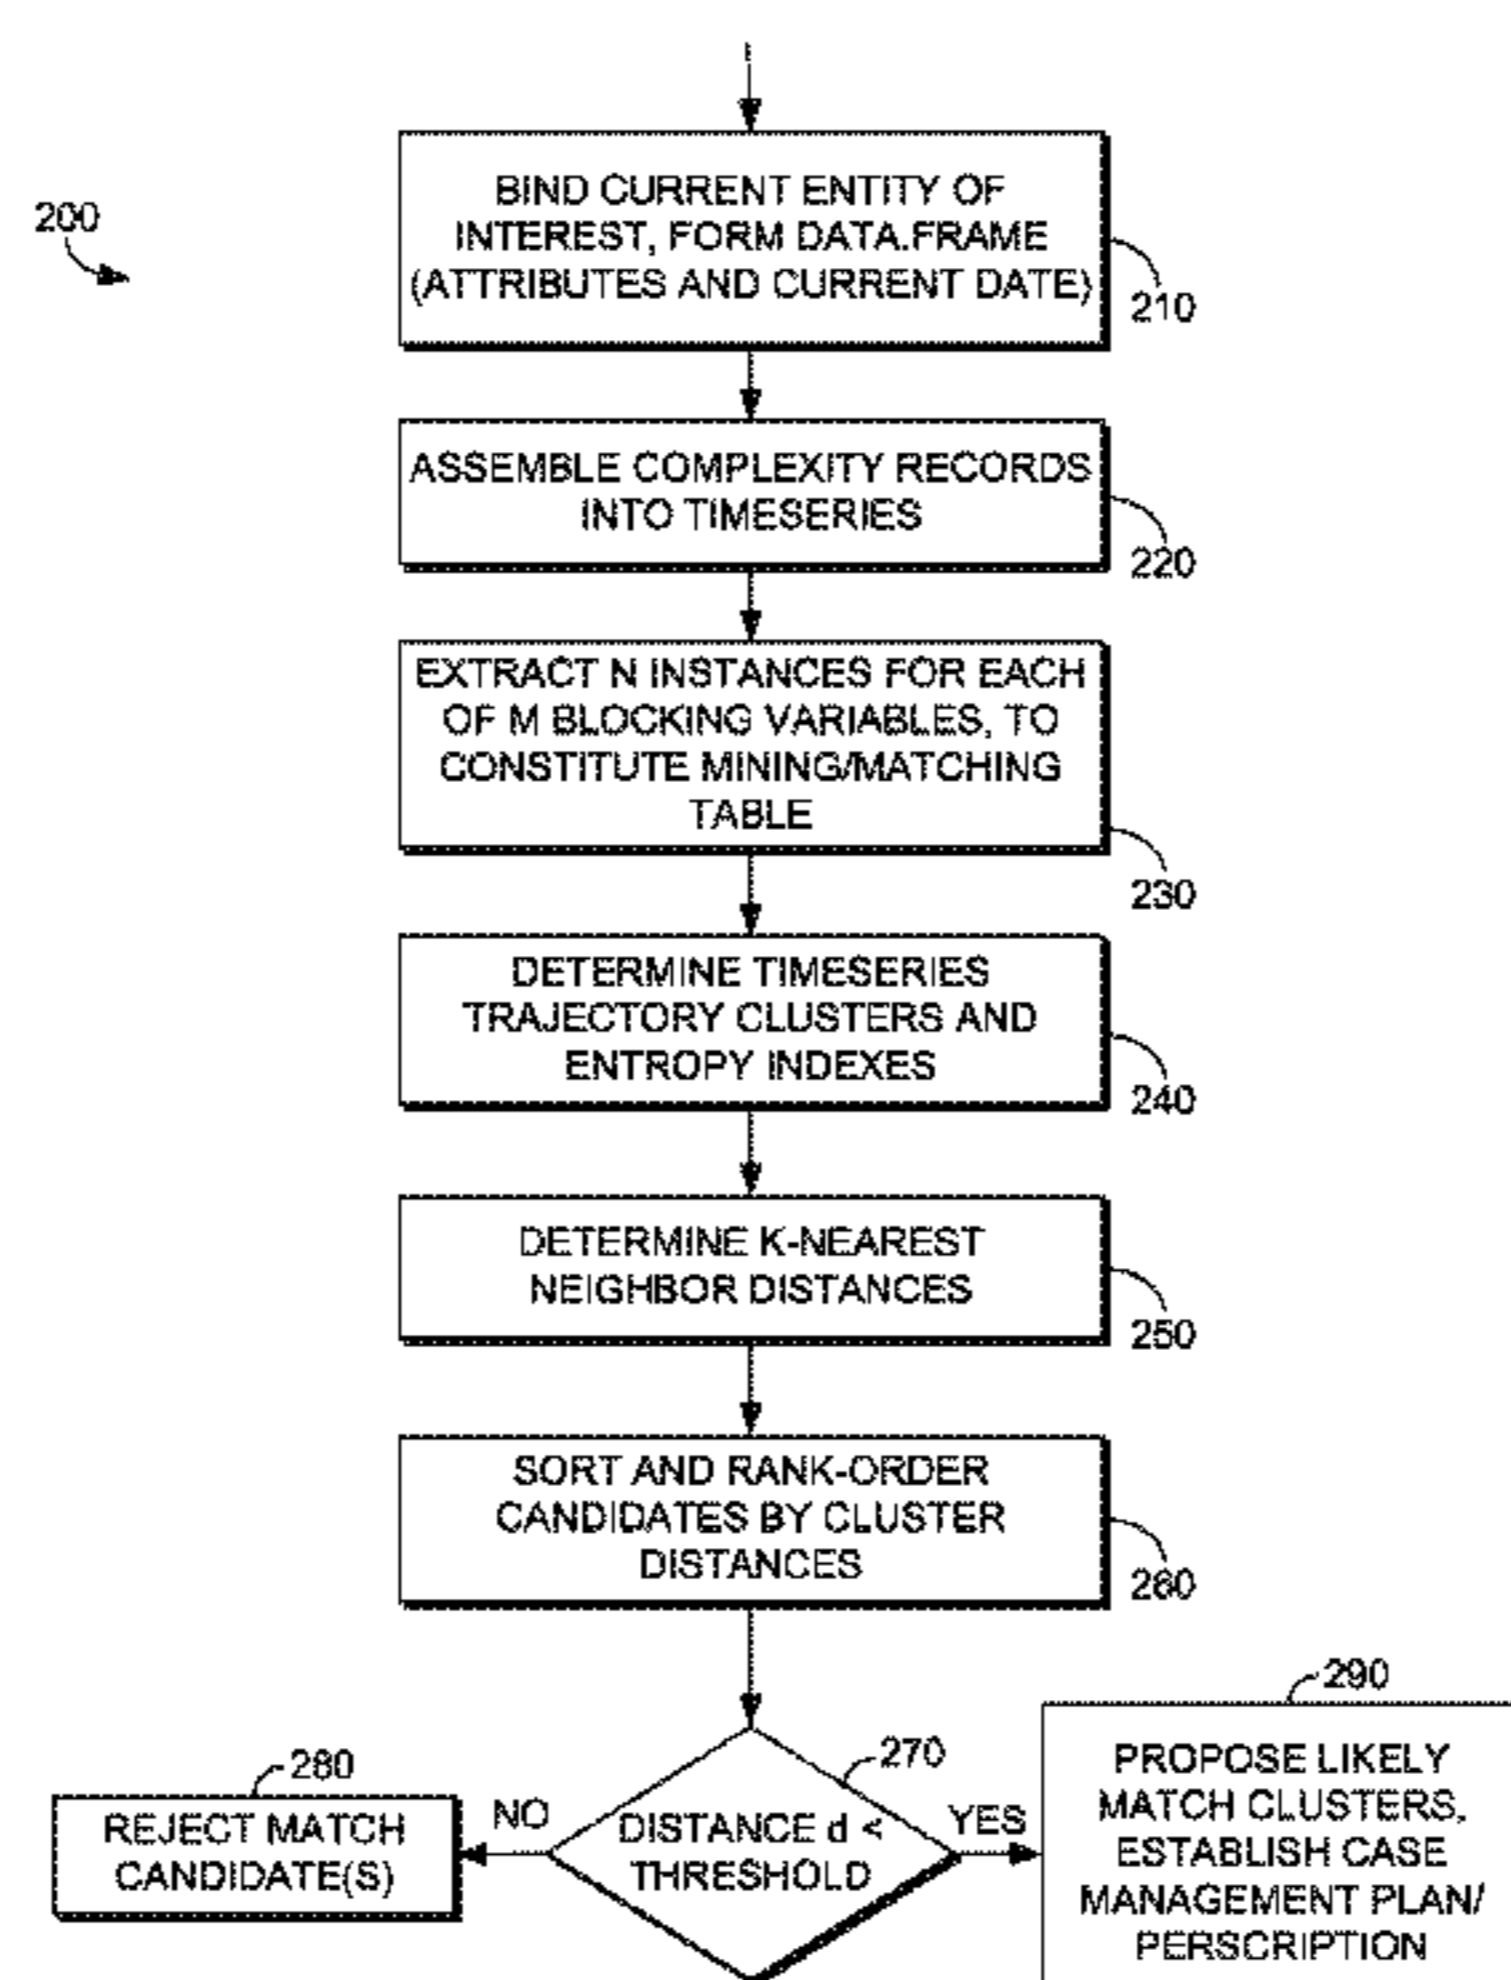 200
BIND CURRENT ENTITY OF
INTEREST, FORM DATA.FRAME
(ATTRIBUTES AND CURRENT DATE)
210
ASSEMBLE COMPLEXITY RECORDS
INTO TIMESERIES
220
EXTRACT N INSTANCES FOR EACH
OF M BLOCKING VARIABLES, TO
CONSTITUTE MINING/MATCHING
TABLE
230
DETERMINE TIMESERIES
TRAJECTORY CLUSTERS AND
ENTROPY INDEXES
240
DETERMINE K-NEAREST
NEIGHBOR DISTANCES
250
SORT AND RANK-ORDER
CANDIDATES BY CLUSTER
DISTANCES
260
270
DISTANCE d <
THRESHOLD
NO
280
REJECT MATCH
CANDIDATE(S)
YES
290
PROPOSE LIKELY
MATCH CLUSTERS,
ESTABLISH CASE
MANAGEMENT PLAN/
PERSCRIPTION